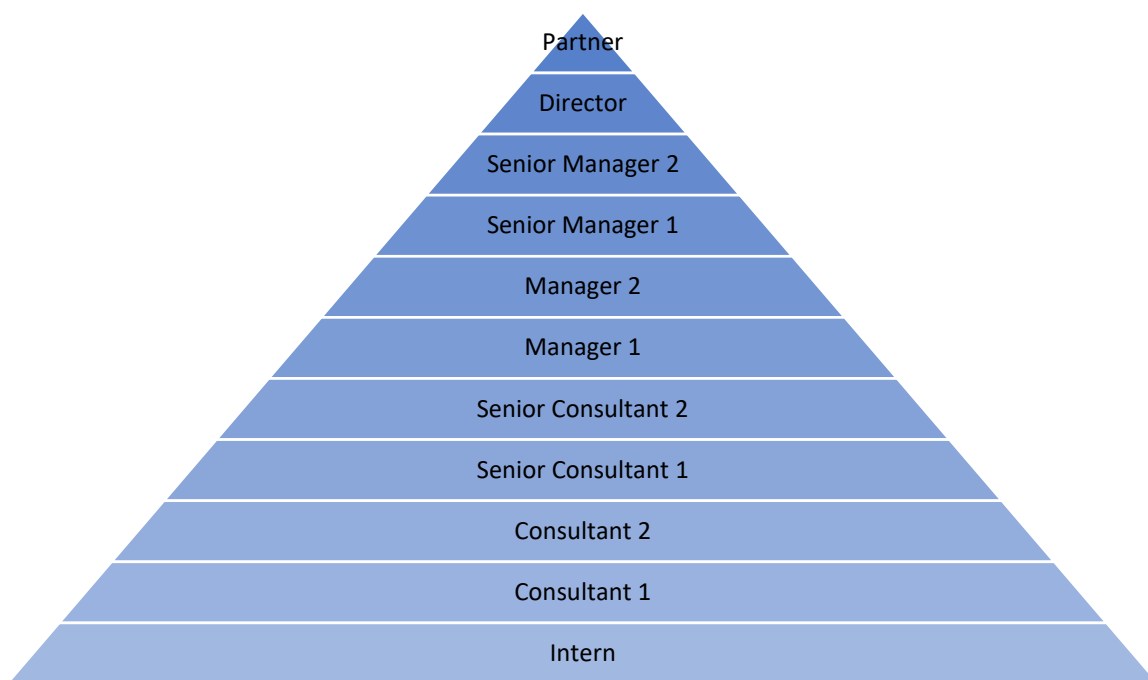 Partner
Director
Senior Manager 2
Senior Manager 1
Manager 2
Manager 1
Senior Consultant 2
Senior Consultant 1
Consultant 2
Consultant 1
Intern